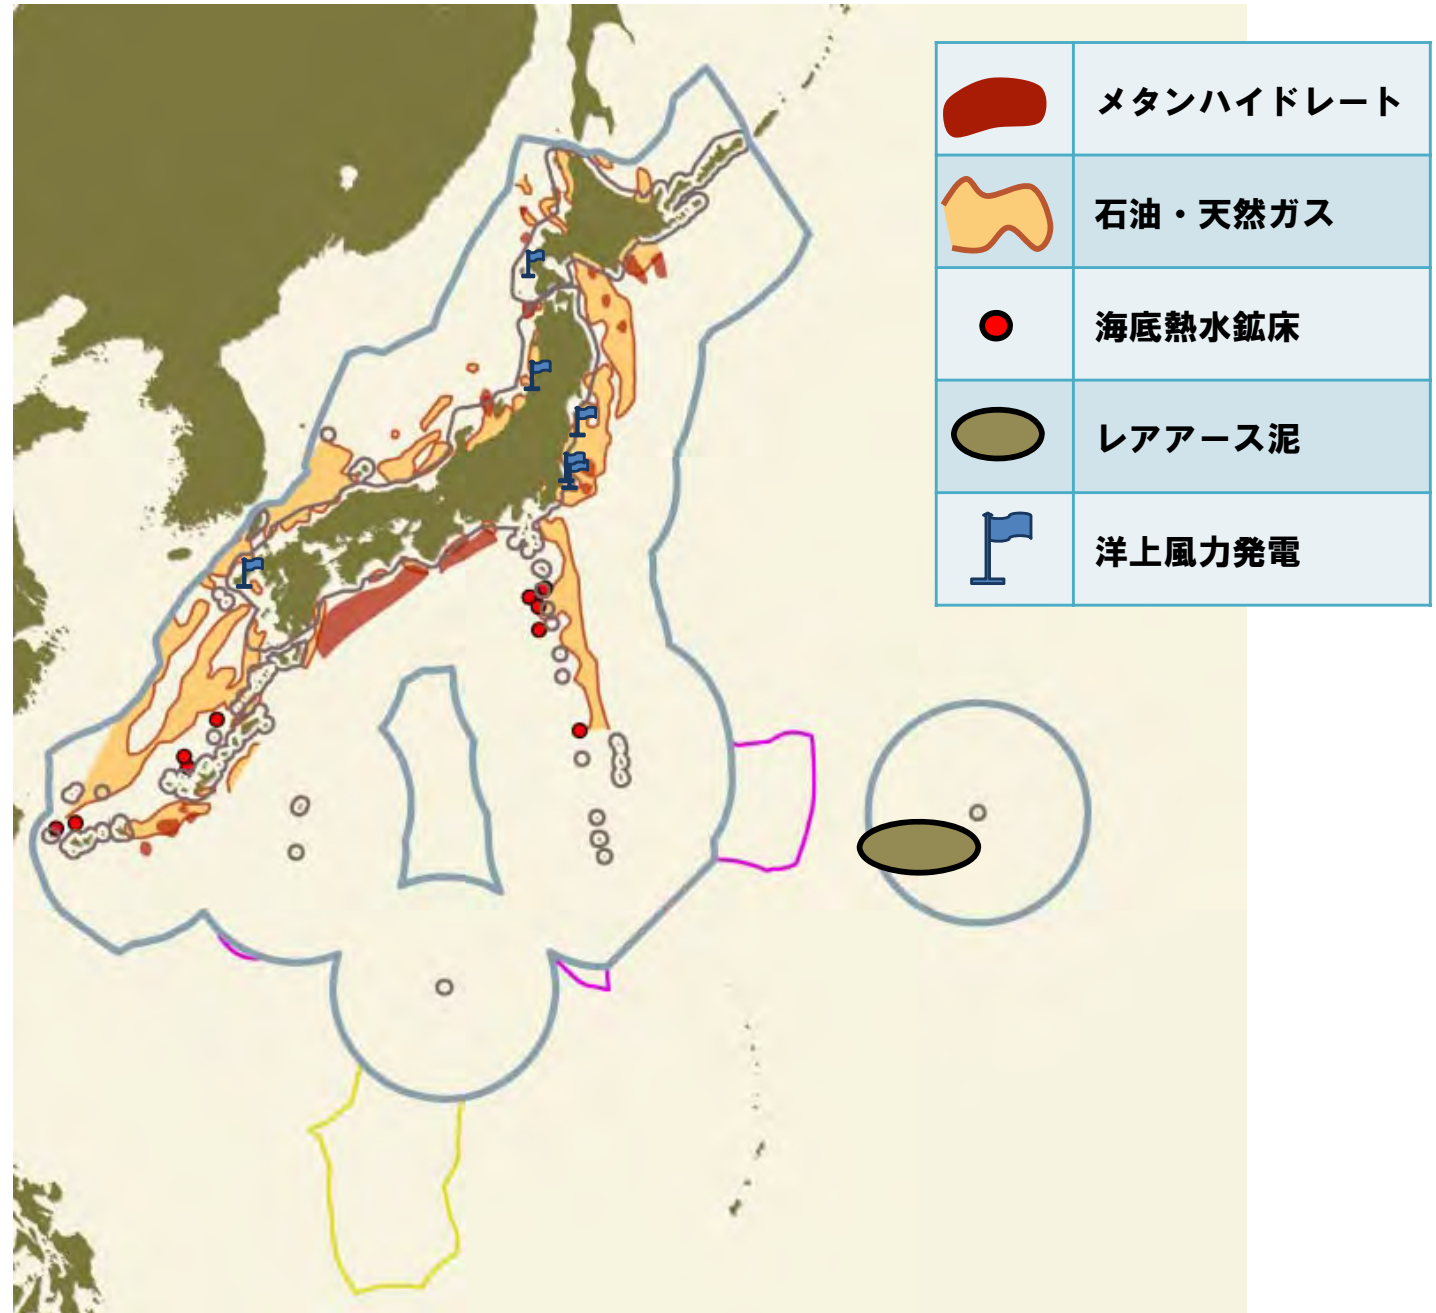 メタンハイドレート
石油・天然ガス
海底熱水鉱床
レアアース泥
洋上風力発電